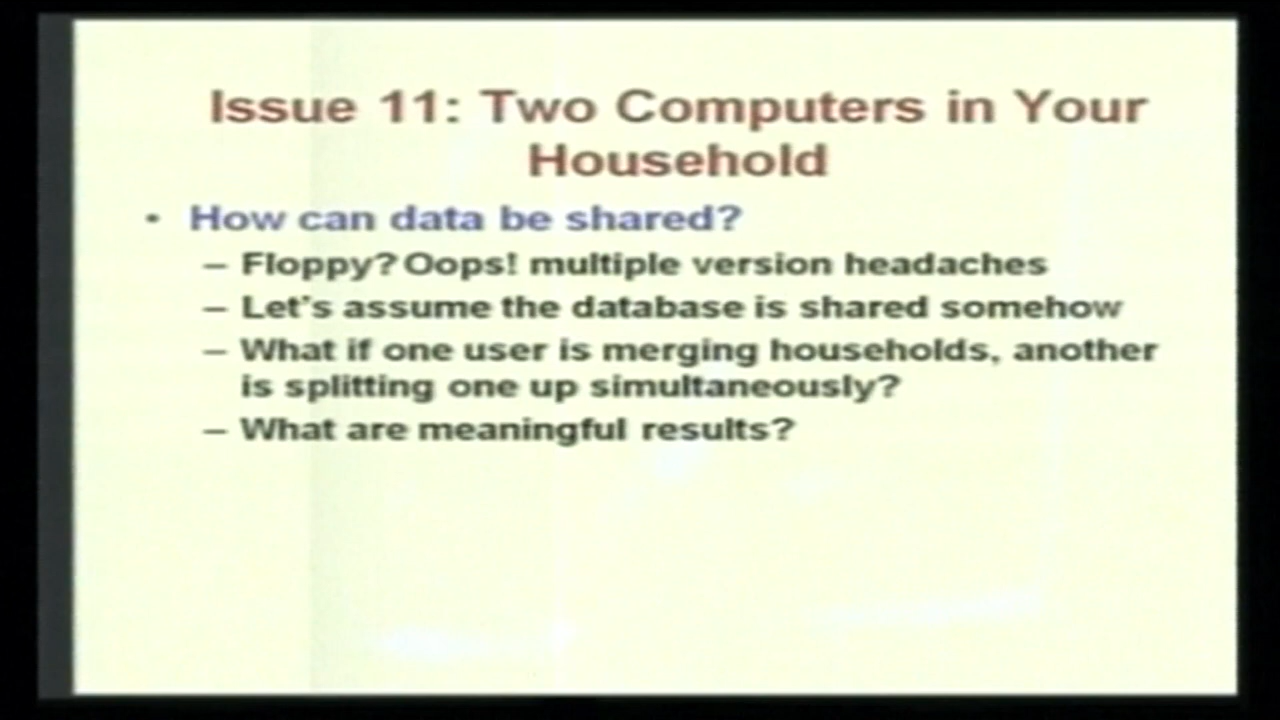 Issue 11: Two Computers in Your
Household
• How can data be shared?
– Floppy? Oops! multiple version headaches
– Let's assume the database is shared somehow
– What if one user is merging households, another
is splitting one up simultaneously?
– What are meaningful results?